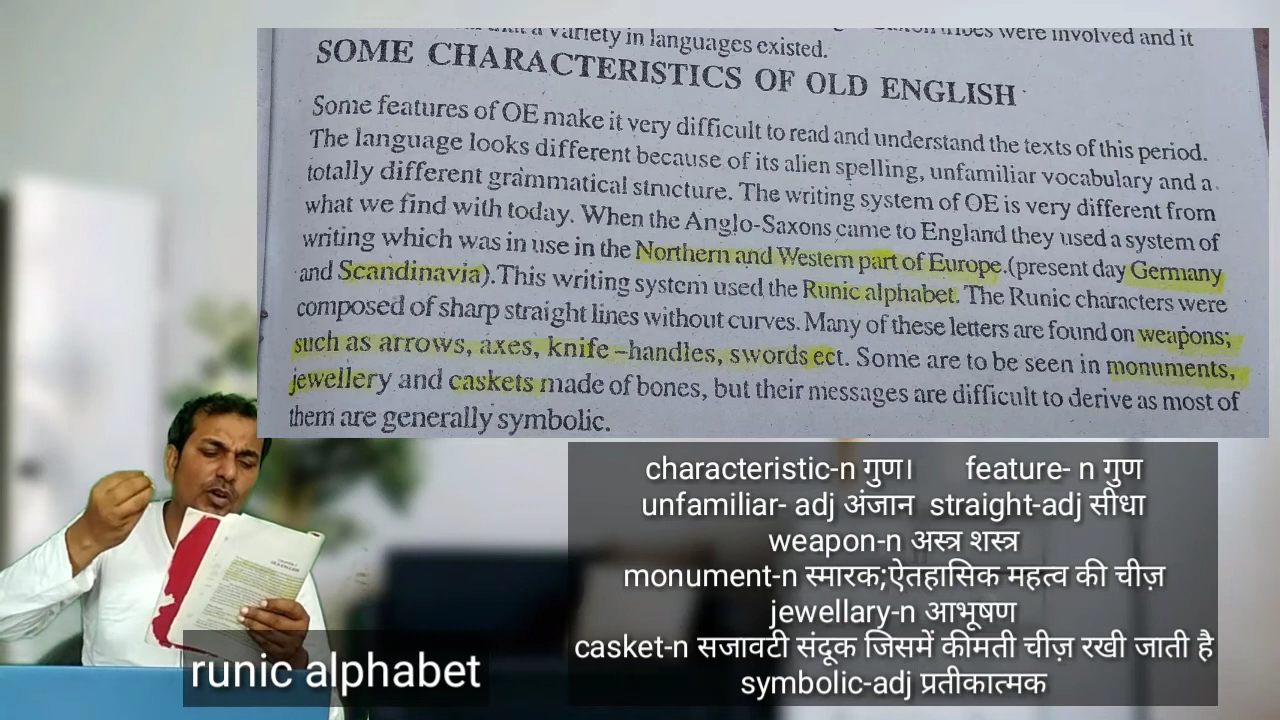 a variety in languages existed. were involved and it
SOME CHARACTERISTICS OF OLD ENGLISH
Some features of OE make it very difficult to read and understand the texts of this period.
The language looks different because of its alien spelling, unfamiliar vocabulary and a
totally different grammatical structure. The writing system of OE is very different from
what we find with today. When the Anglo-Saxons came to England they used a system of
writing which was in use in the Northern and Western part of Europe.(present day Germany
and Scandinavia).This writing system used the Runic alphabet. The Runic characters were
composed of sharp straight lines without curves. Many of these letters are found on weapons;
such as arrows, axes, knife –handles, swords ect. Some are to be seen in monuments,
jewellery and caskets made of bones, but their messages are difficult to derive as most of
them are generally symbolic.
characteristic-n गुण। feature- n गुण
unfamiliar- adj अंजान straight-adj सीधा
weapon-n अस्त्र शस्त्र
monument-n स्मारक;ऐतहासिक महत्व की चीज़
jewellary-n आभूषण
casket-n सजावटी संदूक जिसमें कीमती चीज़ रखी जाती है
symbolic-adj प्रतीकात्मक
runic alphabet